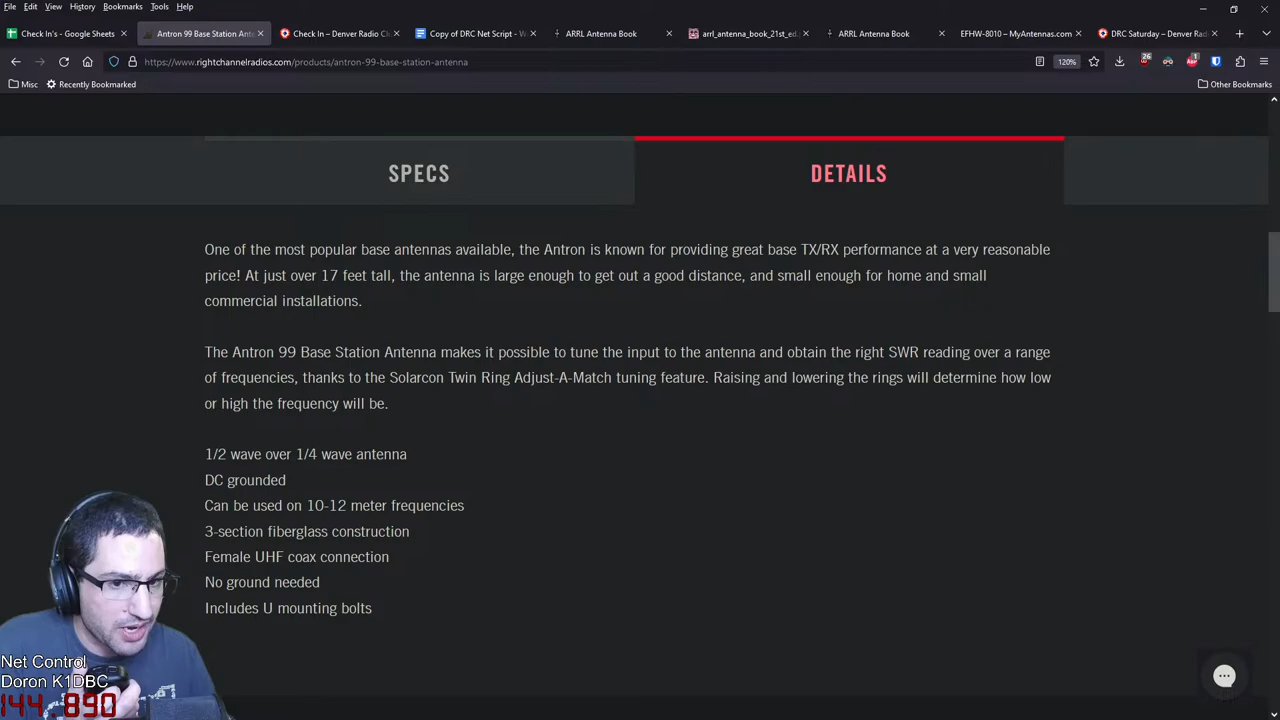 File Edit View History Bookmarks Tools Help
Check In's - Google Sheets
Antron 99 Base Station Ante
Check In – Denver Radio Cl
Copy of DRC Net Script - W
ARRL Antenna Book
arrl_antenna_book_21st_ed.
ARRL Antenna Book
EFHW-8010 – MyAntennas.com
DRC Saturday – Denver Rad
https://www.rightchannelradios.com/products/antron-99-base-station-antenna
120%
26
1
Misc
Recently Bookmarked
Other Bookmarks
SPECS
DETAILS
One of the most popular base antennas available, the Antron is known for providing great base TX/RX performance at a very reasonable
price! At just over 17 feet tall, the antenna is large enough to get out a good distance, and small enough for home and small
commercial installations.
The Antron 99 Base Station Antenna makes it possible to tune the input to the antenna and obtain the right SWR reading over a range
of frequencies, thanks to the Solarcon Twin Ring Adjust-A-Match tuning feature. Raising and lowering the rings will determine how low
or high the frequency will be.
1/2 wave over 1/4 wave antenna
DC grounded
Can be used on 10-12 meter frequencies
3-section fiberglass construction
Female UHF coax connection
No ground needed
Includes U mounting bolts
Net Control
Doron K1DBC
144.890